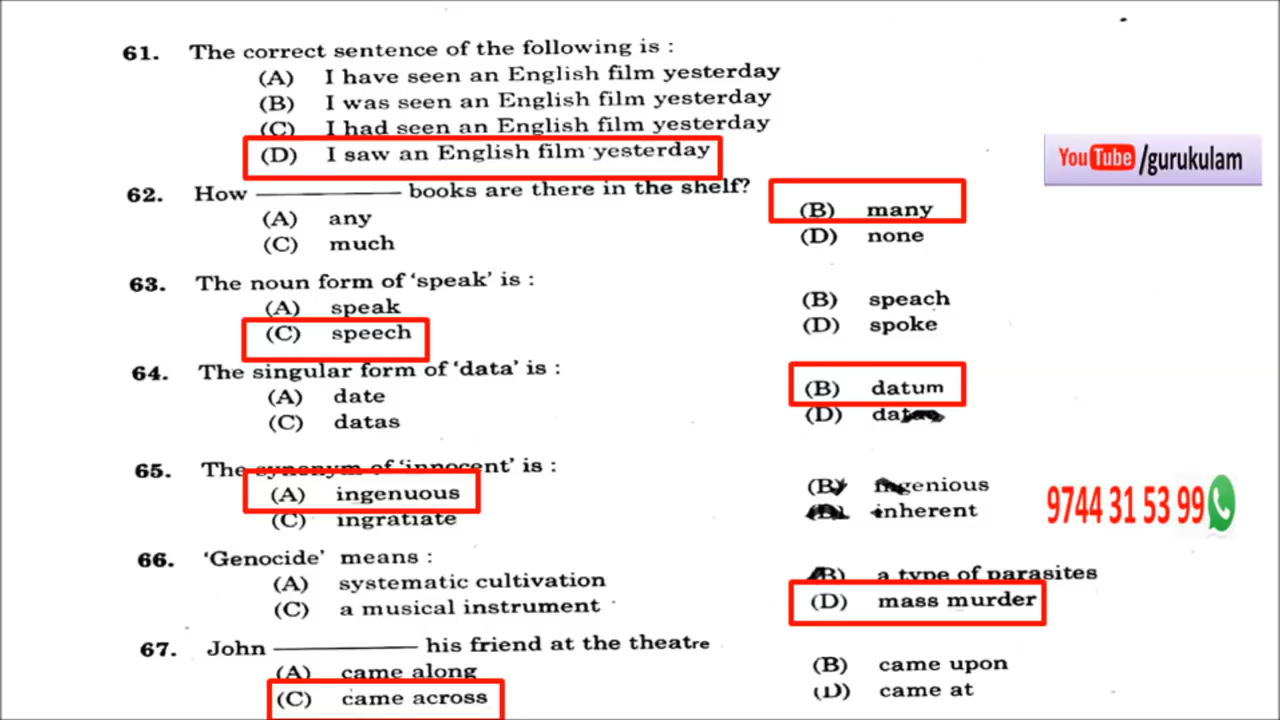 61. The correct sentence of the following is :
(A) I have seen an English film yesterday
(B) I was seen an English film yesterday
(C) I had seen an English film yesterday
(D) I saw an English film yesterday
YouTube/gurukulam
62. How ———— books are there in the shelf?
(A) any (B) many
(C) much (D) none
63. The noun form of ‘speak’ is :
(A) speak (B) speach
(C) speech (D) spoke
64. The singular form of ‘data’ is :
(A) date (B) datum
(C) datas (D)
65. The synonym of ‘innocent’ is :
(A) ingenuous (B) ingenious
(C) ingratiate (D) inherent
9744 31 53 99
66. ‘Genocide’ means :
(A) systematic cultivation (B) a type of parasites
(C) a musical instrument (D) mass murder
67. John ———— his friend at the theatre
(A) came along (B) came upon
(C) came across (D) came at